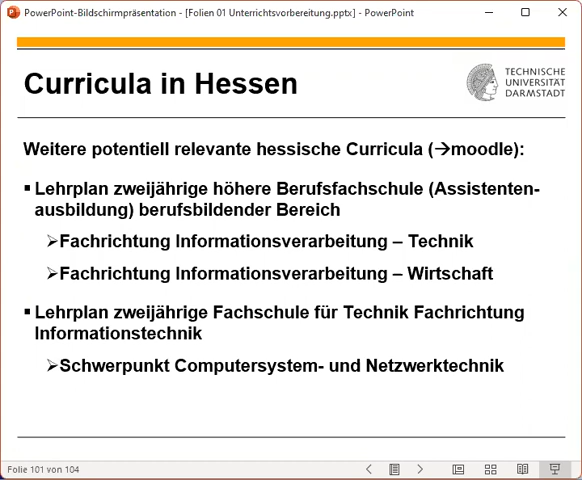 PowerPoint-Bildschirmpräsentation - [Folien 01 Unterrichtsvorbereitung.pptx] - PowerPoint
Curricula in Hessen
TECHNISCHE
UNIVERSITÄT
DARMSTADT
Weitere potentiell relevante hessische Curricula (→moodle):
▪ Lehrplan zweijährige höhere Berufsfachschule (Assistenten-
ausbildung) berufsbildender Bereich
➢Fachrichtung Informationsverarbeitung – Technik
➢Fachrichtung Informationsverarbeitung – Wirtschaft
▪ Lehrplan zweijährige Fachschule für Technik Fachrichtung
Informationstechnik
➢Schwerpunkt Computersystem- und Netzwerktechnik
Folie 101 von 104